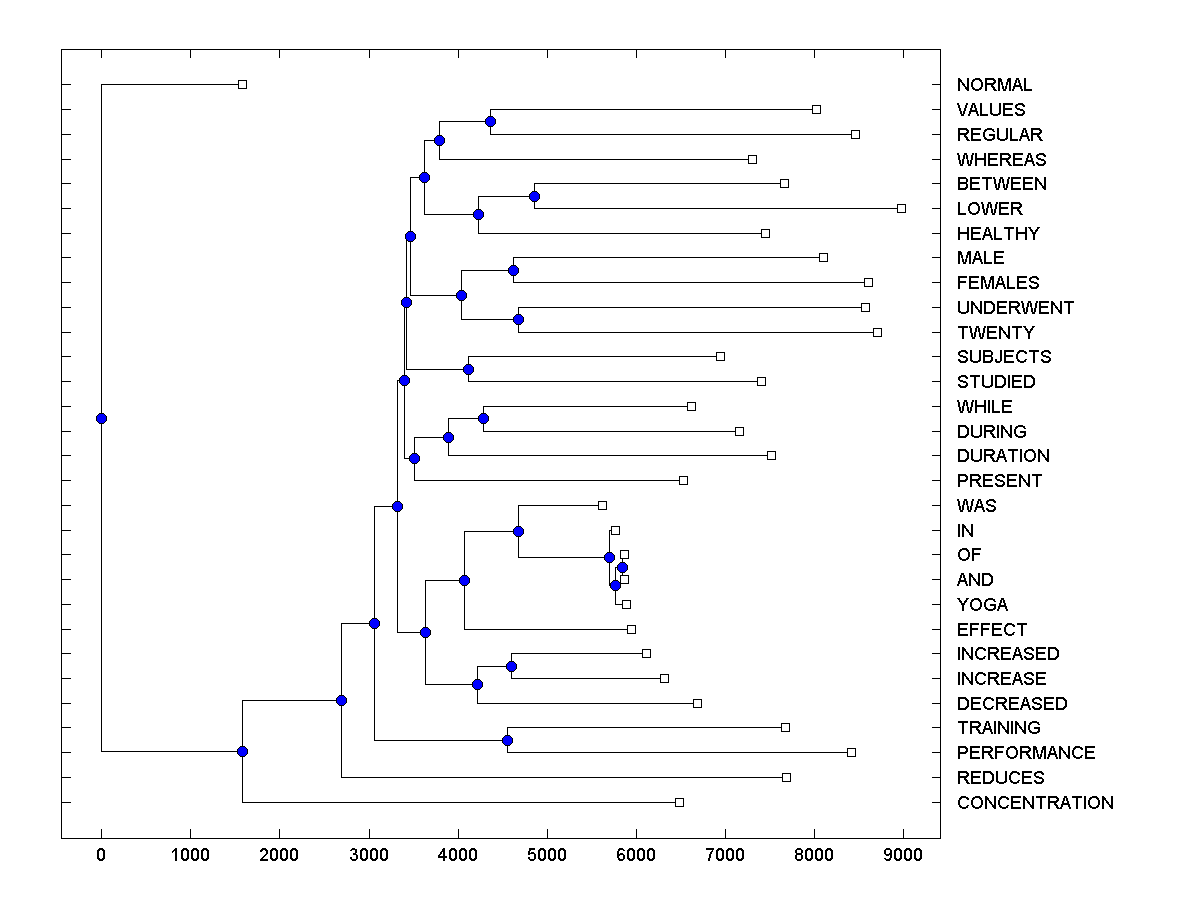 NORMAL
VALUES
REGULAR
WHEREAS
BETWEEN
LOWER
HEALTHY
MALE
FEMALES
UNDERWENT
TWENTY
SUBJECTS
STUDIED
WHILE
DURING
DURATION
PRESENT
WAS
IN
OF
AND
YOGA
EFFECT
INCREASED
INCREASE
DECREASED
TRAINING
PERFORMANCE
REDUCES
CONCENTRATION
0 1000 2000 3000 4000 5000 6000 7000 8000 9000